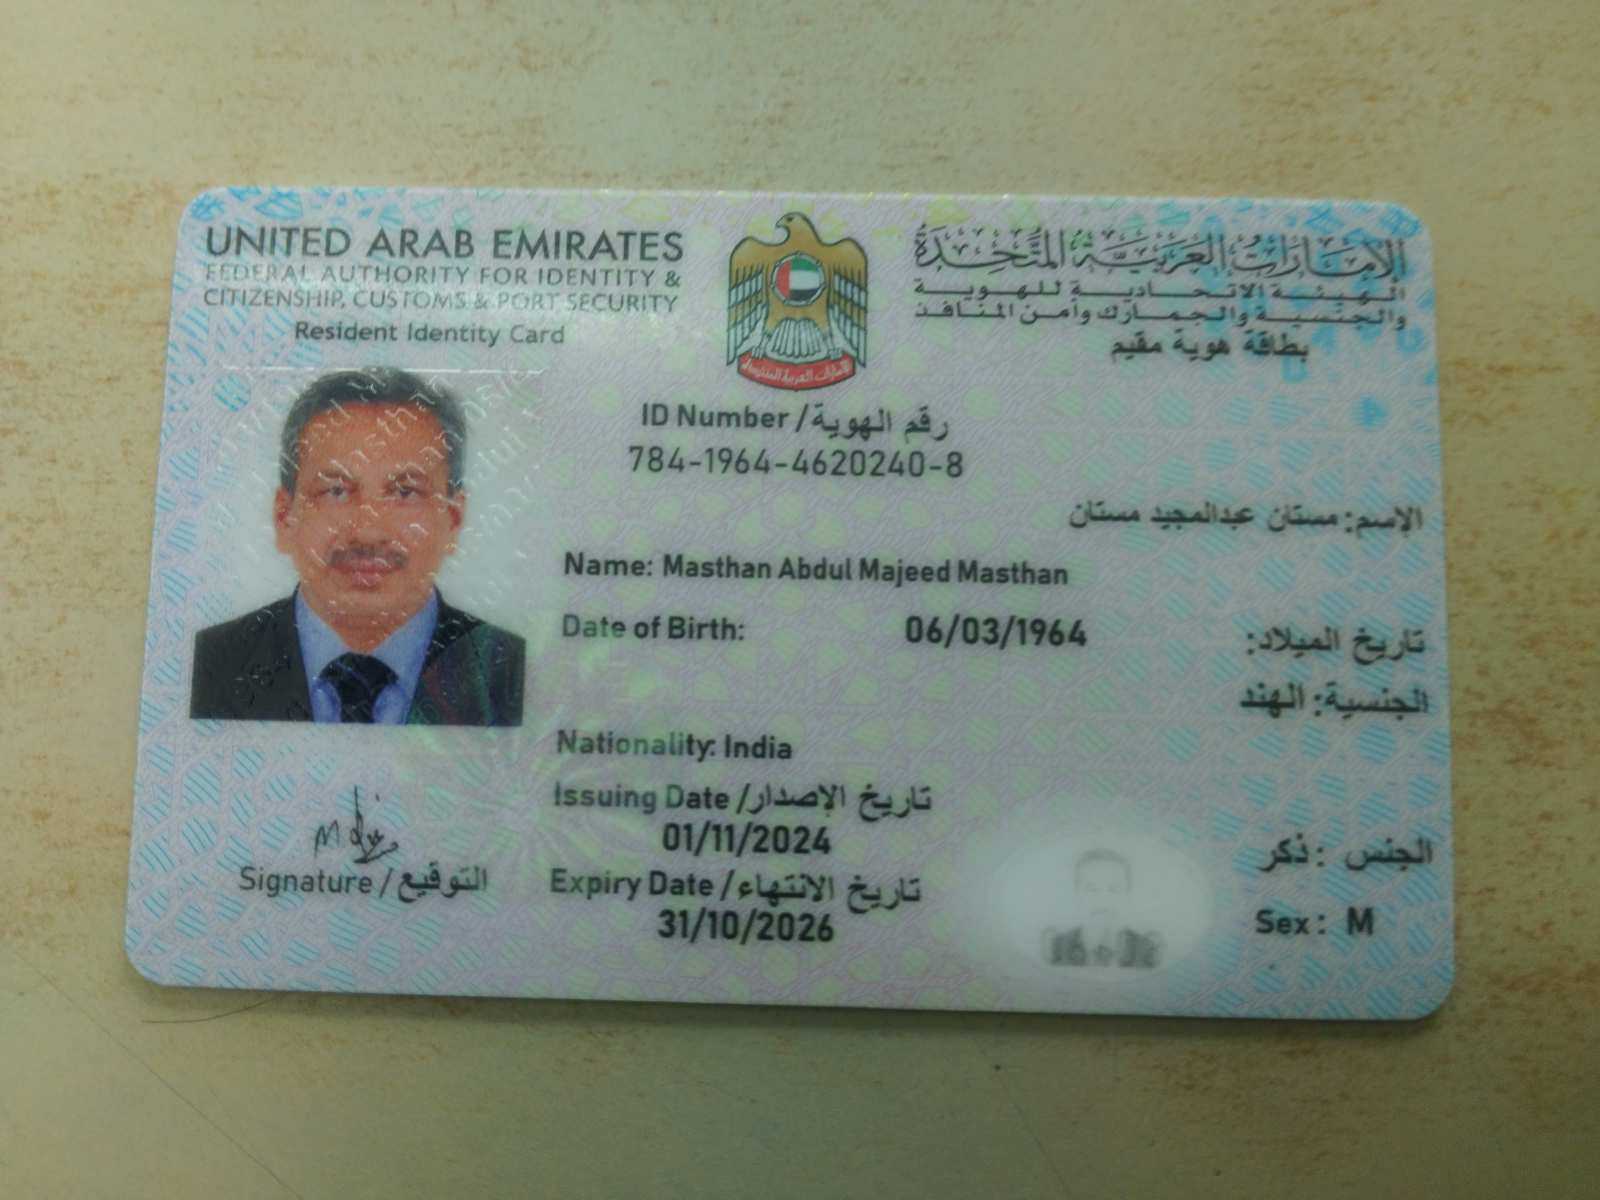 UNITED ARAB EMIRATES
FEDERAL AUTHORITY FOR IDENTITY &
CITIZENSHIP, CUSTOMS & PORT SECURITY
Resident Identity Card
الإمارات العربية المتحدة
الهيئة الاتحادية للهوية
والجنسية والجمارك وأمن المنافذ
بطاقة هوية مقيم
ID Number / رقم الهوية
784-1964-4620240-8
الإسم: مستان عبدالمجيد مستان
Name: Masthan Abdul Majeed Masthan
Date of Birth: 06/03/1964 تاريخ الميلاد:
الجنسية: الهند
Nationality: India
Issuing Date / تاريخ الإصدار
01/11/2024
Expiry Date / تاريخ الانتهاء
31/10/2026
الجنس : ذكر
Sex : M
Signature / التوقيع